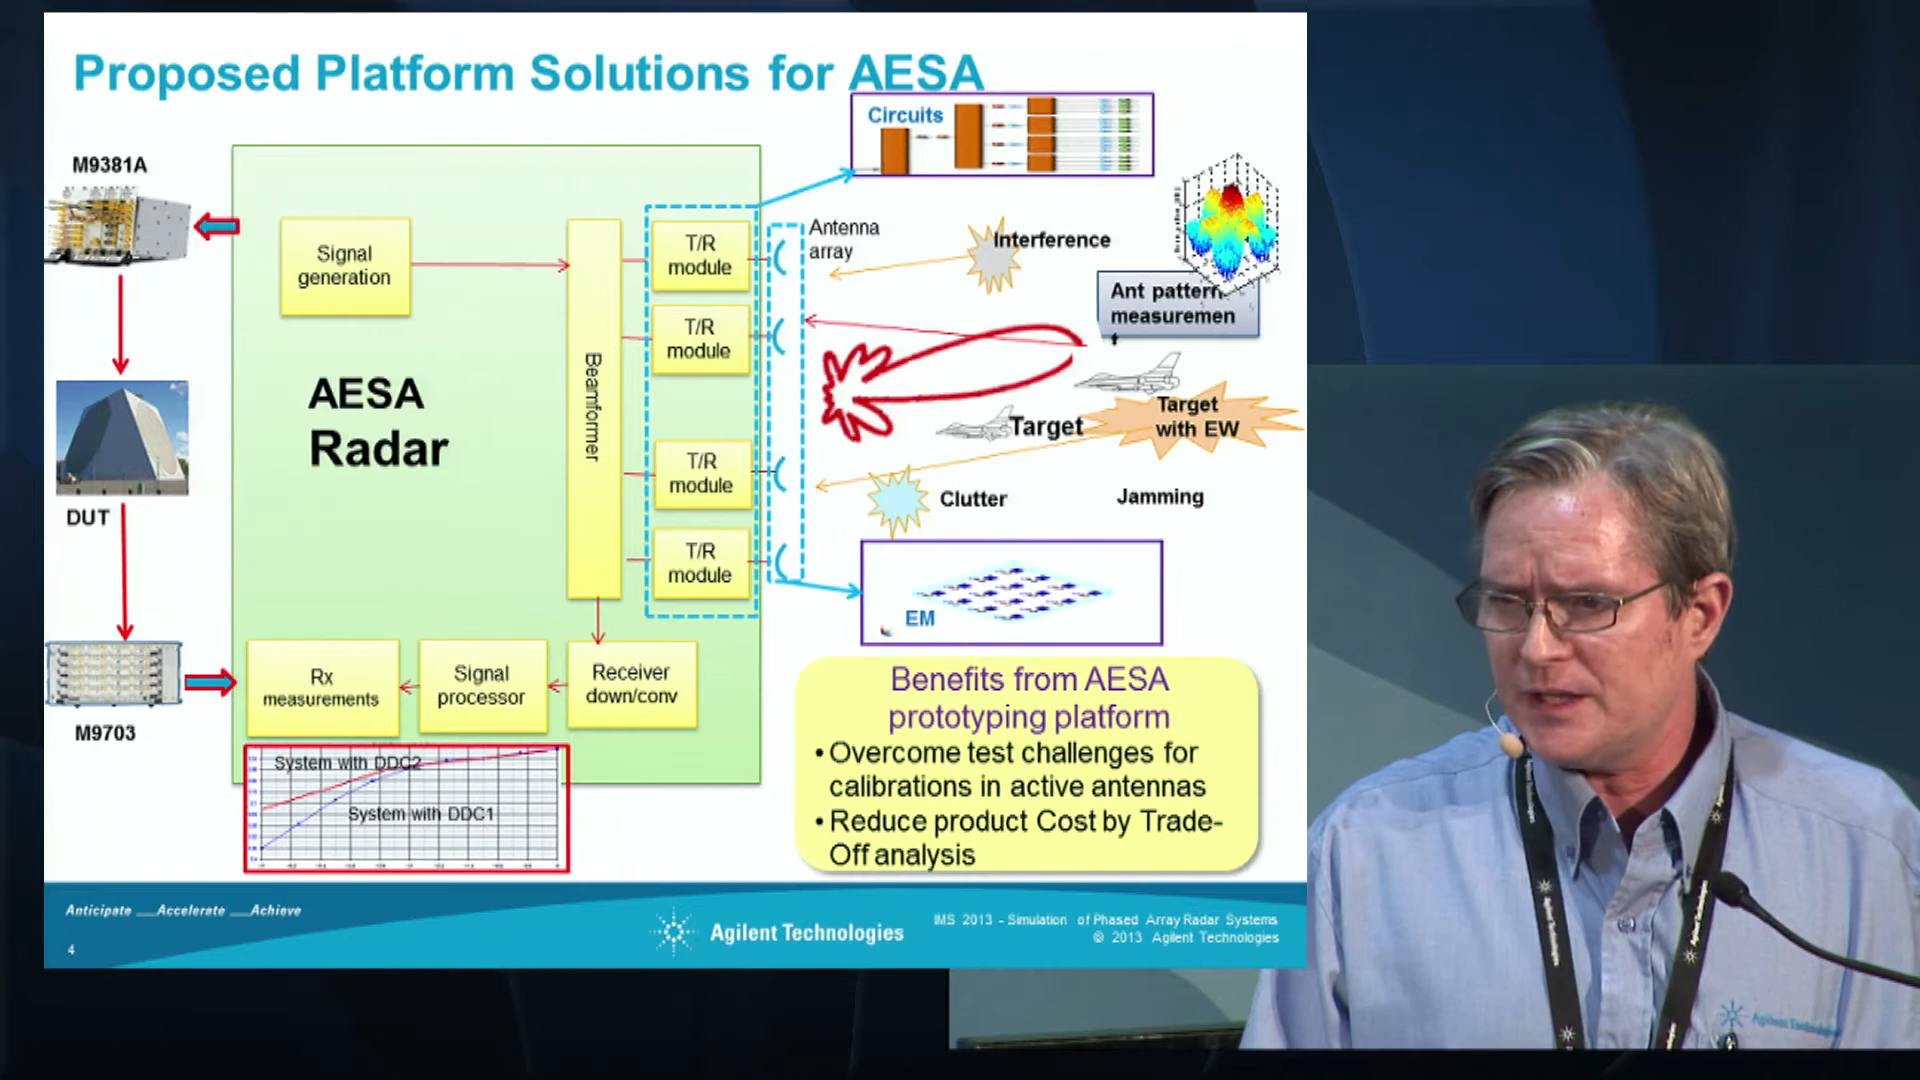 Proposed Platform Solutions for AESA
M9381A
Circuits
Signal
generation
T/R
module
Antenna
array
Interference
Ant pattern
measuremen
t
T/R
module
Beamformer
AESA
Radar
Target
Target
with EW
T/R
module
Clutter
Jamming
DUT
T/R
module
EM
M9703
Rx
measurements
Signal
processor
Receiver
down/conv
Benefits from AESA
prototyping platform
• Overcome test challenges for
calibrations in active antennas
• Reduce product Cost by Trade-
Off analysis
System with DDC2
System with DDC1
Anticipate __Accelerate __Achieve
4
Agilent Technologies
IMS 2013 - Simulation of Phased Array Radar Systems
© 2013 Agilent Technologies
Agilent Technologies